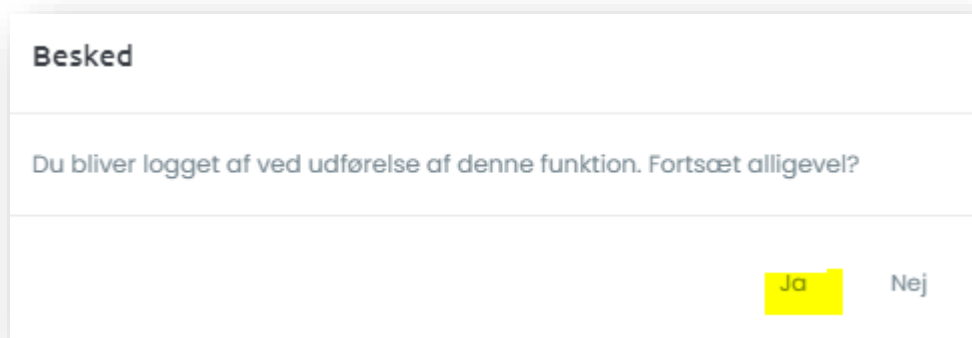 Besked
Du bliver logget af ved udførelse af denne funktion. Fortsæt alligevel?
Ja Nej